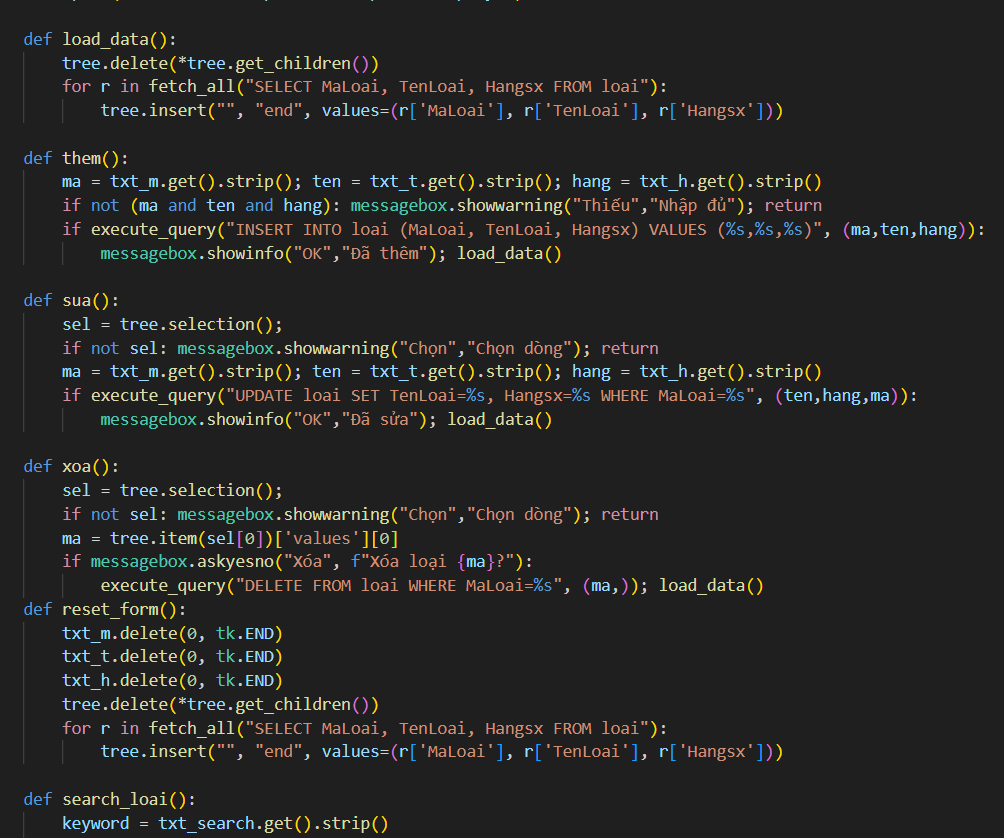 def load_data():
    tree.delete(*tree.get_children())
    for r in fetch_all("SELECT MaLoai, TenLoai, Hangsx FROM loai"):
        tree.insert("", "end", values=(r['MaLoai'], r['TenLoai'], r['Hangsx']))
def them():
    ma = txt_m.get().strip(); ten = txt_t.get().strip(); hang = txt_h.get().strip()
    if not (ma and ten and hang): messagebox.showwarning("Thiếu","Nhập đủ"); return
    if execute_query("INSERT INTO loai (MaLoai, TenLoai, Hangsx) VALUES (%s,%s,%s)", (ma,ten,hang)):
        messagebox.showinfo("OK","Đã thêm"); load_data()
def sua():
    sel = tree.selection();
    if not sel: messagebox.showwarning("Chọn","Chọn dòng"); return
    ma = txt_m.get().strip(); ten = txt_t.get().strip(); hang = txt_h.get().strip()
    if execute_query("UPDATE loai SET TenLoai=%s, Hangsx=%s WHERE MaLoai=%s", (ten,hang,ma)):
        messagebox.showinfo("OK","Đã sửa"); load_data()
def xoa():
    sel = tree.selection();
    if not sel: messagebox.showwarning("Chọn","Chọn dòng"); return
    ma = tree.item(sel[0])['values'][0]
    if messagebox.askyesno("Xóa", f"Xóa loại {ma}?"):
        execute_query("DELETE FROM loai WHERE MaLoai=%s", (ma,)); load_data()
def reset_form():
    txt_m.delete(0, tk.END)
    txt_t.delete(0, tk.END)
    txt_h.delete(0, tk.END)
    tree.delete(*tree.get_children())
    for r in fetch_all("SELECT MaLoai, TenLoai, Hangsx FROM loai"):
        tree.insert("", "end", values=(r['MaLoai'], r['TenLoai'], r['Hangsx']))
def search_loai():
    keyword = txt_search.get().strip()